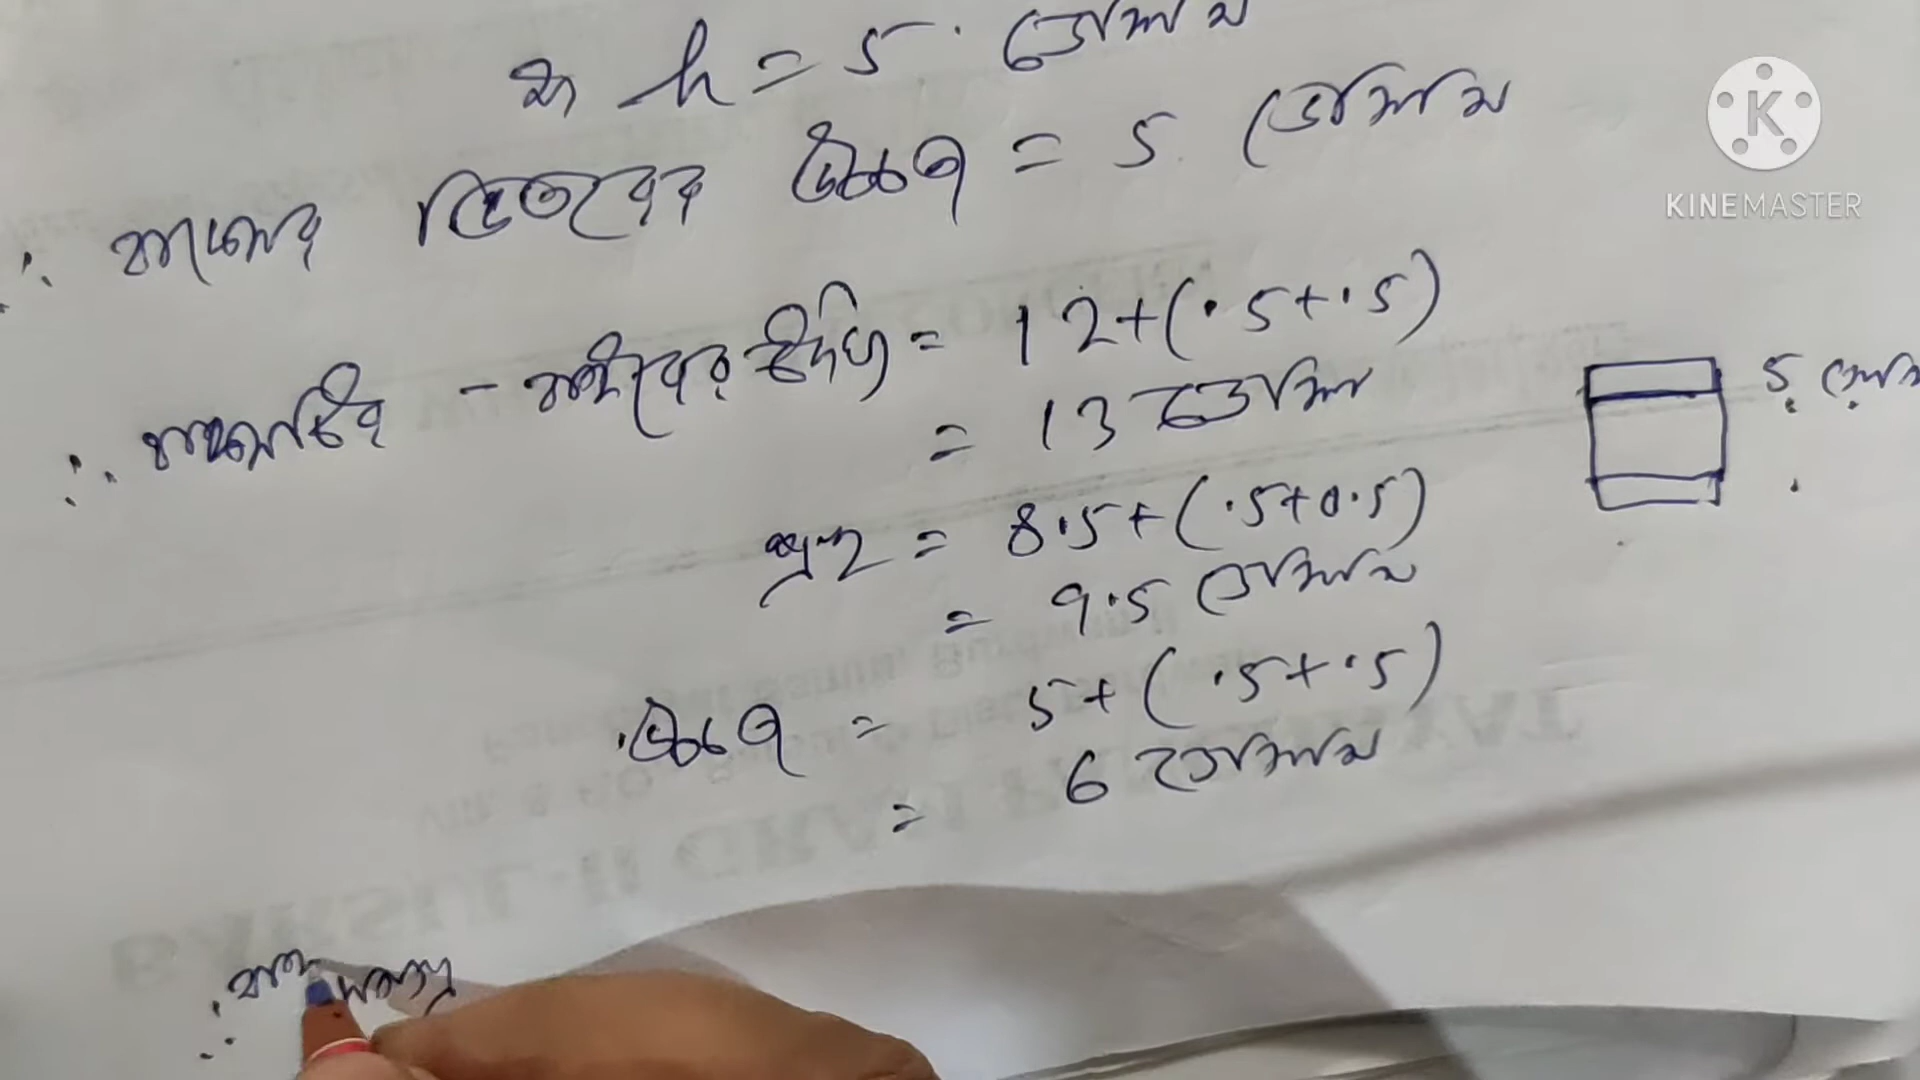 বা h = 5 ডেসিমি
∴ বাক্সের ভিতরের উচ্চতা = 5 ডেসিমি
∴ বাক্সটির - বাইরের দৈর্ঘ্য = 12+(.5+.5)
= 13 ডেসিমি
প্রস্থ = 8.5+(.5+0.5)
= 9.5 ডেসিমি
উচ্চতা = 5+(.5+.5)
= 6 ডেসিমি
5 সেমি
K
KINEMASTER